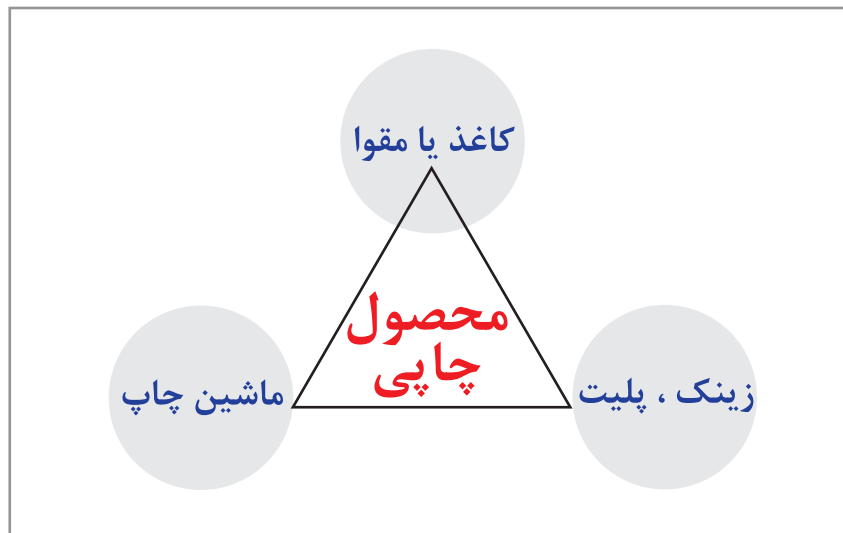 کاغذ یا مقوا
محصول
چاپی
زینک ، پلیت
ماشین چاپ